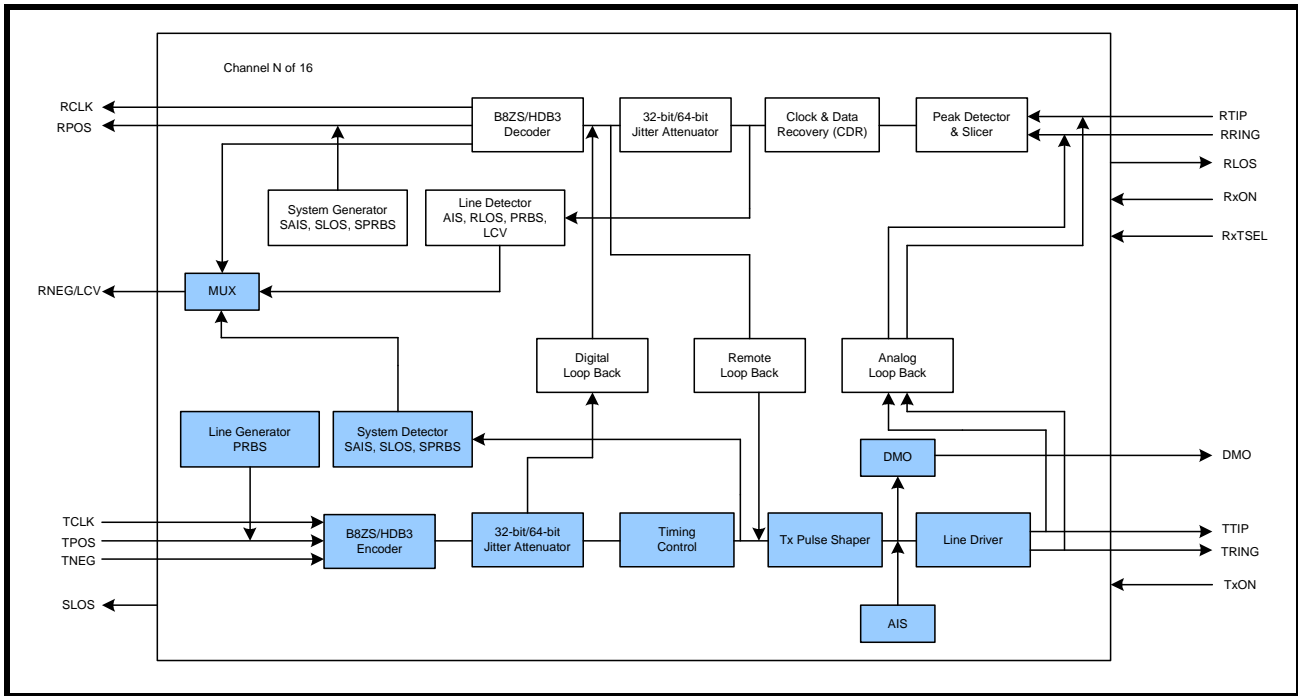 Channel N of 16
RCLK
RPOS
B8ZS/HDB3
Decoder
32-bit/64-bit
Jitter Attenuator
Clock & Data
Recovery (CDR)
Peak Detector
& Slicer
RTIP
RRING
RLOS
RxON
RxTSEL
System Generator
SAIS, SLOS, SPRBS
Line Detector
AIS, RLOS, PRBS,
LCV
RNEG/LCV
MUX
Digital
Loop Back
Remote
Loop Back
Analog
Loop Back
Line Generator
PRBS
System Detector
SAIS, SLOS, SPRBS
DMO
DMO
TCLK
TPOS
TNEG
B8ZS/HDB3
Encoder
32-bit/64-bit
Jitter Attenuator
Timing
Control
Tx Pulse Shaper
Line Driver
TTIP
TRING
TxON
SLOS
AIS